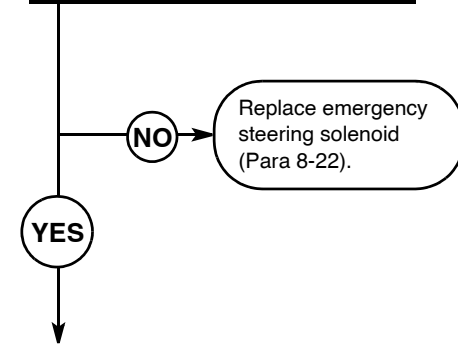 NO
Replace emergency
steering solenoid
(Para 8-22).
YES